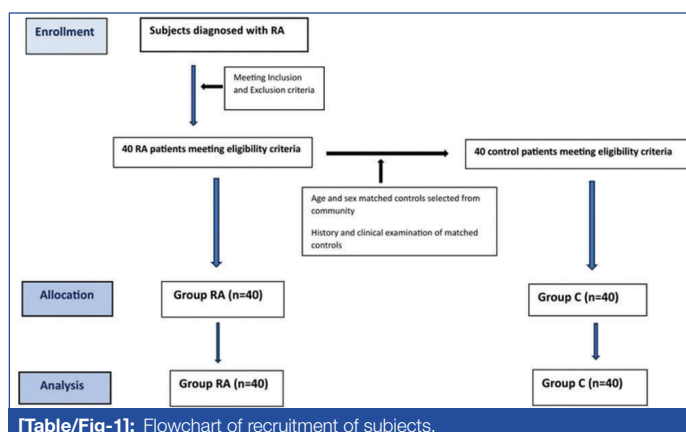 Enrollment
Subjects diagnosed with RA
Meeting Inclusion
and Exclusion criteria
40 RA patients meeting eligibility criteria
40 control patients meeting eligibility criteria
Age and sex matched controls selected from
community
History and clinical examination of matched
controls
Allocation
Group RA (n=40)
Group C (n=40)
Analysis
Group RA (n=40)
Group C (n=40)
[Table/Fig-1]: Flowchart of recruitment of subjects.